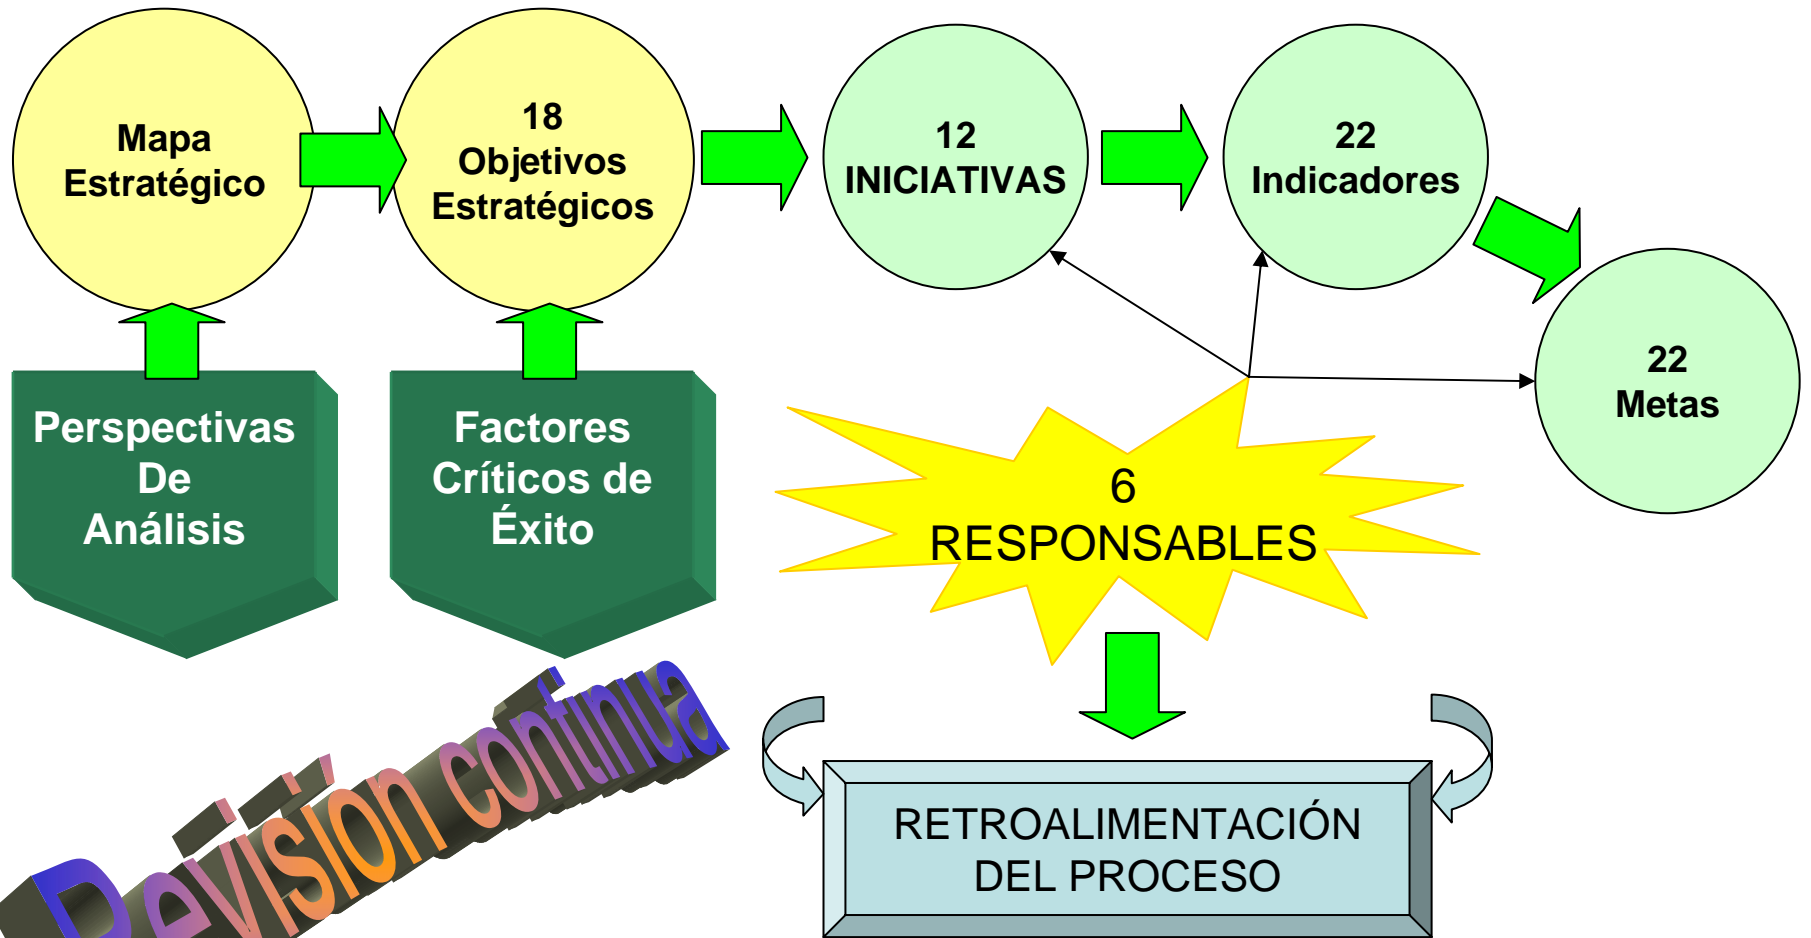 Mapa
Estratégico
18
Objetivos
Estratégicos
12
INICIATIVAS
22
Indicadores
22
Metas
Perspectivas
De
Análisis
Factores
Críticos de
Éxito
6
RESPONSABLES
Revisión continua
RETROALIMENTACIÓN
DEL PROCESO